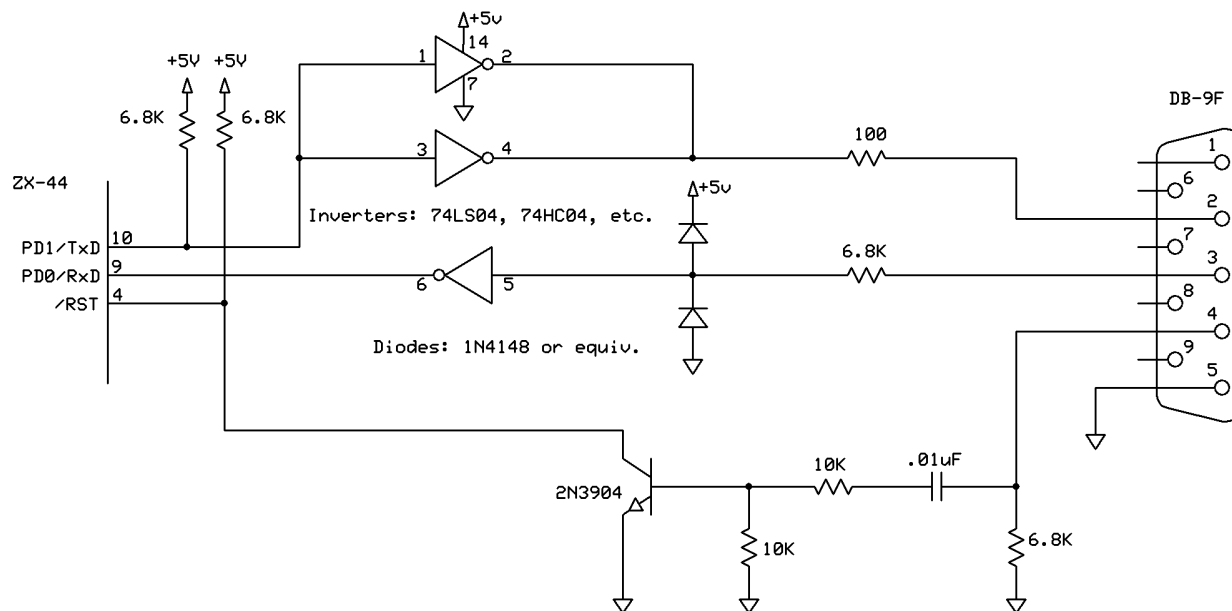 +5v
14
1
2
7
+5V
+5V
6.8K
6.8K
DB-9F
100
3
4
1
6
ZX-44
Inverters: 74LS04, 74HC04, etc.
+5v
2
7
PD1/TxD
10
6.8K
PD0/RxD
9
6
5
3
/RST
4
8
4
Diodes: 1N4148 or equiv.
9
5
.01uF
10K
2N3904
10K
6.8K